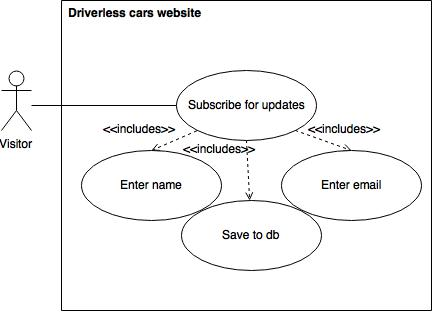 Driverless cars website
Subscribe for updates
Visitor
<<includes>>
<<includes>>
<<includes>>
Enter name
Enter email
Save to db